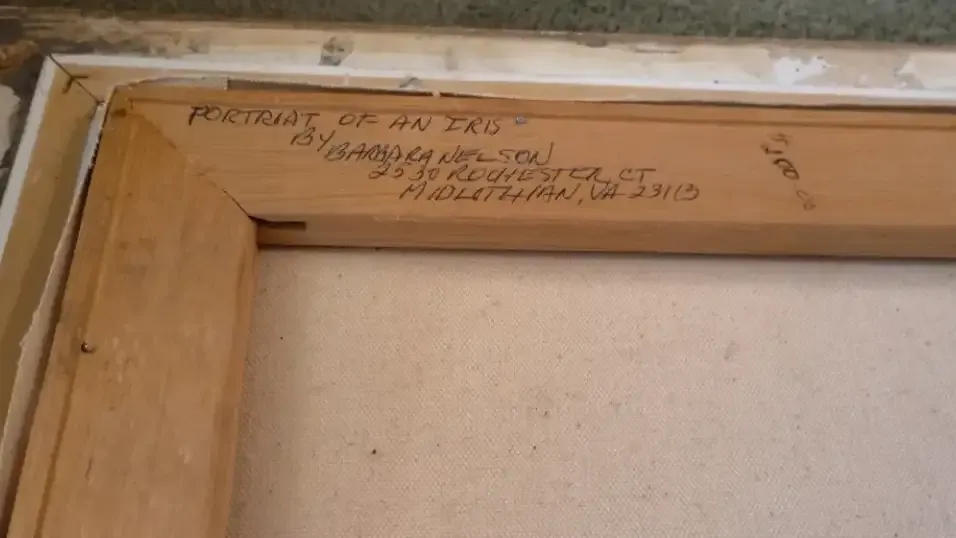 PORTRIAT OF AN IRIS
BY
BARBARA NELSON
2530 ROCHESTER CT
MIDLOTHIAN, VA 23113